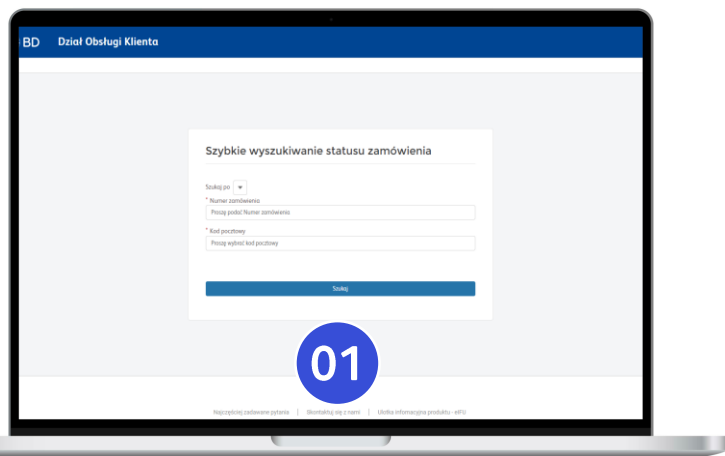 BD Dział Obsługi Klienta
Szybkie wyszukiwanie statusu zamówienia
Szukaj po
* Numer zamówienia
Proszę podać Numer zamówienia
* Kod pocztowy
Proszę wybrać kod pocztowy
Szukaj
01
Najczęściej zadawane pytania | Skontaktuj się z nami | Ulotka informacyjna produktu - eIFU